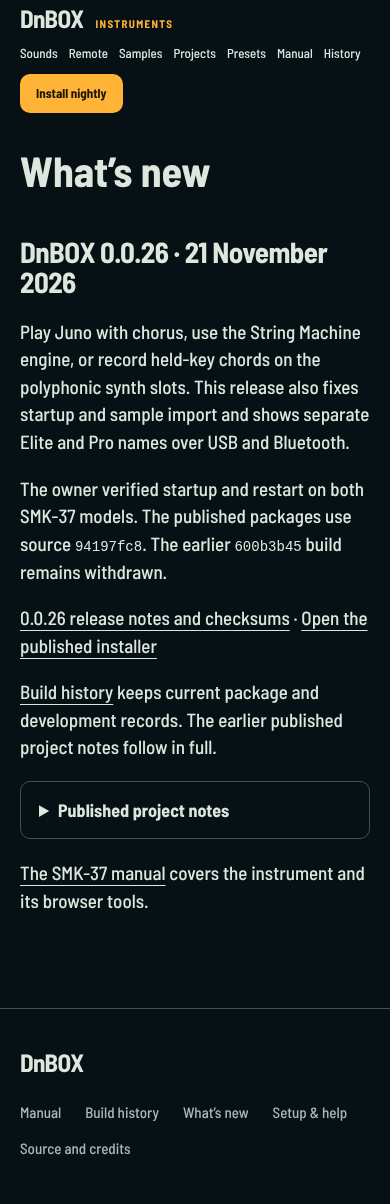 DnBOX INSTRUMENTS
Sounds Remote Samples Projects Presets Manual History
Install nightly
What’s new
DnBOX 0.0.26 · 21 November
2026
Play Juno with chorus, use the String Machine
engine, or record held-key chords on the
polyphonic synth slots. This release also fixes
startup and sample import and shows separate
Elite and Pro names over USB and Bluetooth.
The owner verified startup and restart on both
SMK-37 models. The published packages use
source 94197fc8. The earlier 600b3b45 build
remains withdrawn.
0.0.26 release notes and checksums · Open the
published installer
Build history keeps current package and
development records. The earlier published
project notes follow in full.
Published project notes
The SMK-37 manual covers the instrument and
its browser tools.
DnBOX
Manual Build history What’s new Setup & help
Source and credits